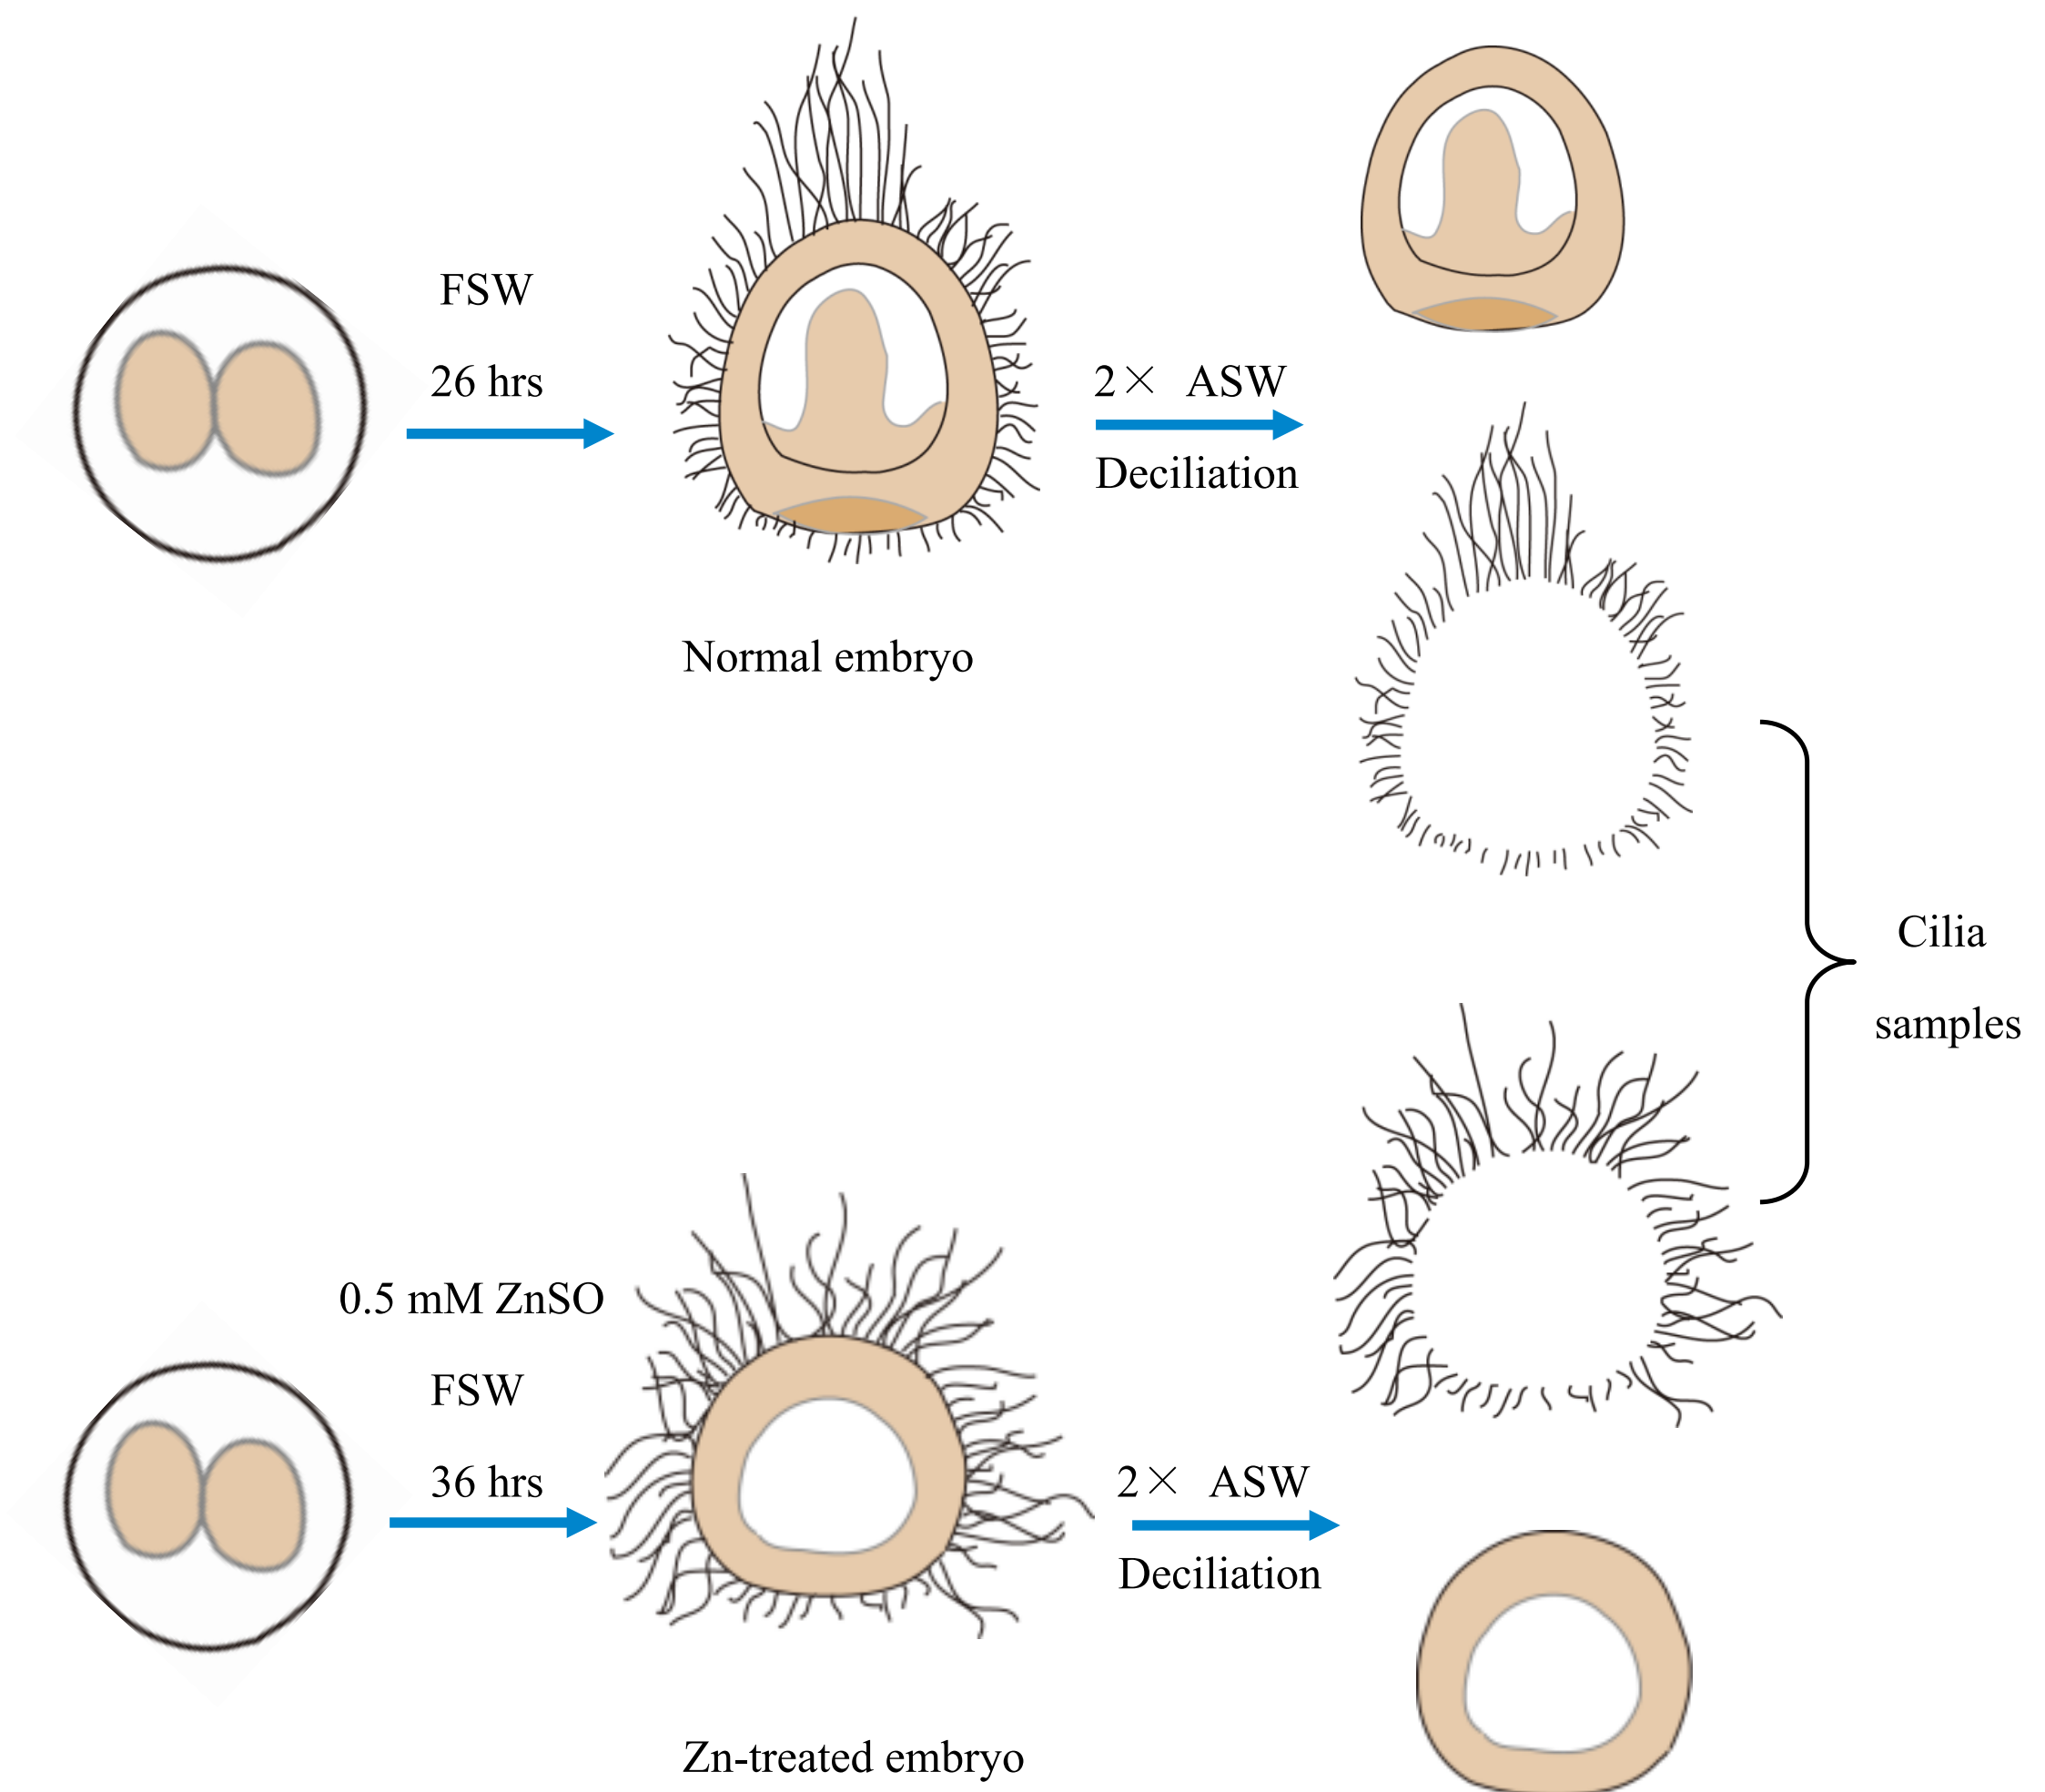 FSW
26 hrs
2× ASW
Deciliation
Normal embryo
Cilia
samples
0.5 mM ZnSO
FSW
36 hrs
2× ASW
Deciliation
Zn-treated embryo